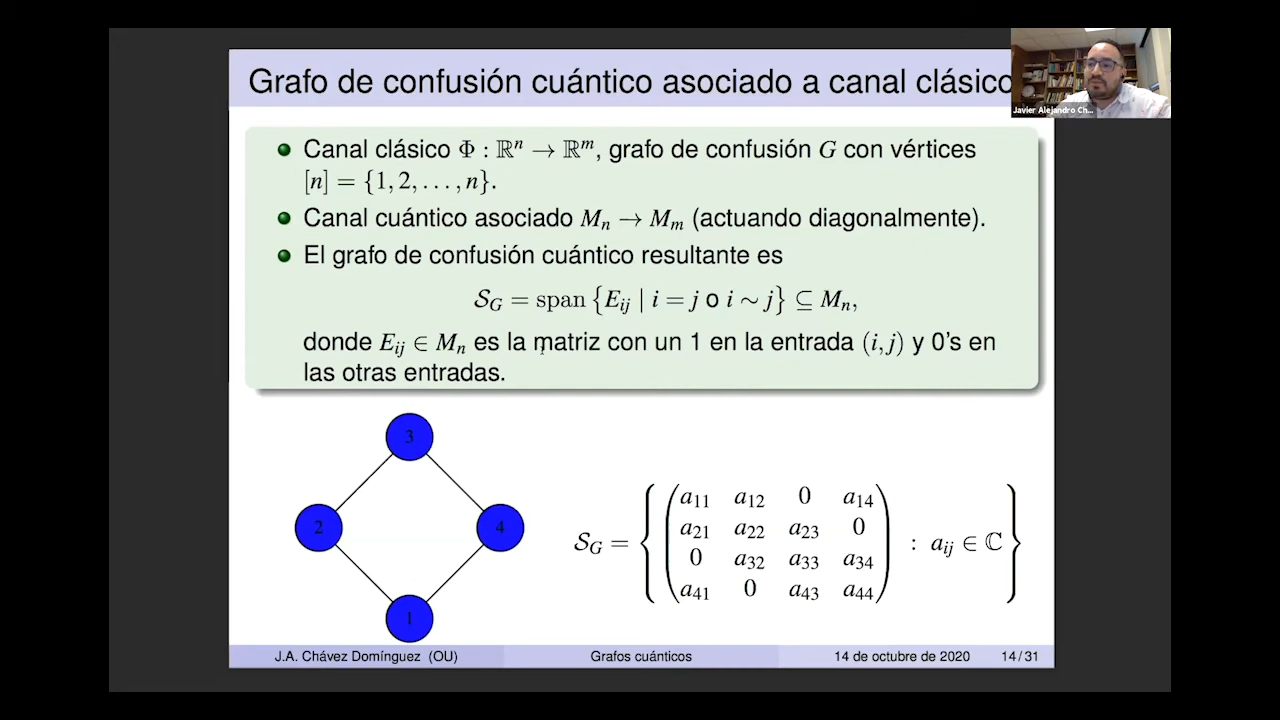 Grafo de confusión cuántico asociado a canal clásico
Javier Alejandro Ch...
Canal clásico Φ : ℝⁿ → ℝᵐ, grafo de confusión G con vértices
[n] = {1, 2, . . . , n}.
Canal cuántico asociado Mₙ → Mₘ (actuando diagonalmente).
El grafo de confusión cuántico resultante es
𝒮_G = span {E_ij | i = j o i ∼ j} ⊆ Mₙ,
donde E_ij ∈ Mₙ es la matriz con un 1 en la entrada (i, j) y 0's en
las otras entradas.
3
2
4
1
𝒮_G = { ( a₁₁ a₁₂ 0 a₁₄
a₂₁ a₂₂ a₂₃ 0
0 a₃₂ a₃₃ a₃₄
a₄₁ 0 a₄₃ a₄₄ ) : a_ij ∈ ℂ }
J.A. Chávez Domínguez (OU)
Grafos cuánticos
14 de octubre de 2020
14 / 31